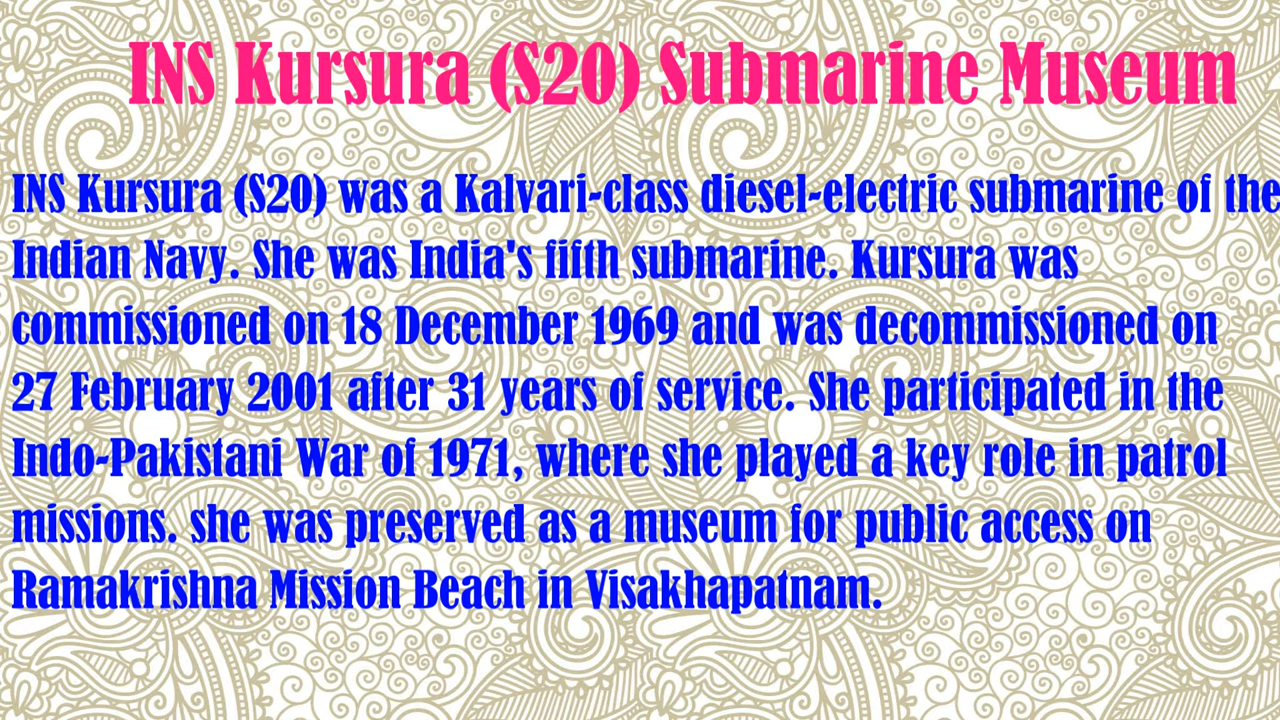 INS Kursura (S20) Submarine Museum
INS Kursura (S20) was a Kalvari-class diesel-electric submarine of the
Indian Navy. She was India's fifth submarine. Kursura was
commissioned on 18 December 1969 and was decommissioned on
27 February 2001 after 31 years of service. She participated in the
Indo-Pakistani War of 1971, where she played a key role in patrol
missions. she was preserved as a museum for public access on
Ramakrishna Mission Beach in Visakhapatnam.